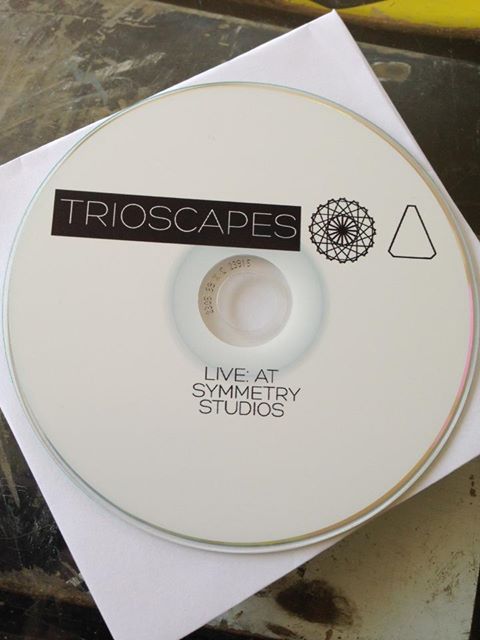 TRIOSCAPES
LIVE: AT
SYMMETRY
STUDIOS